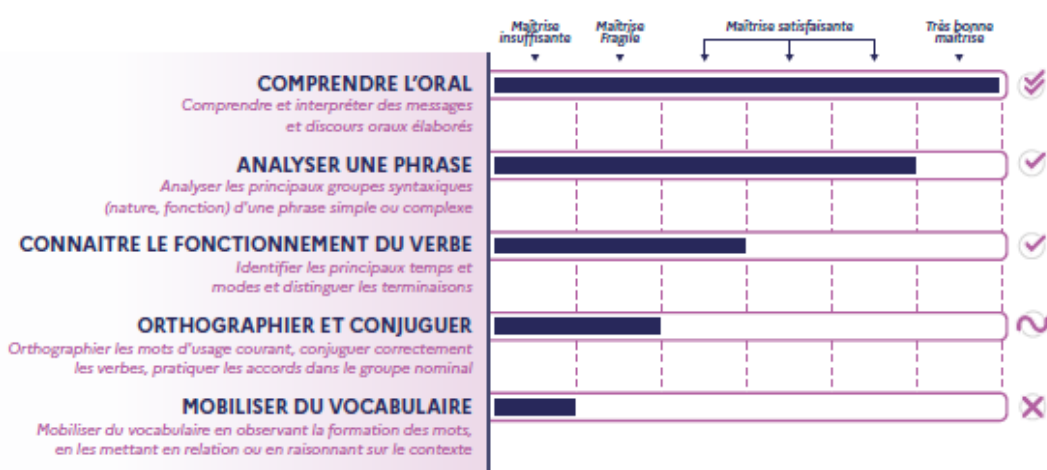 Maîtrise insuffisante
Maîtrise Fragile
Maîtrise satisfaisante
Très bonne maîtrise
COMPRENDRE L'ORAL
Comprendre et interpréter des messages
et discours oraux élaborés
ANALYSER UNE PHRASE
Analyser les principaux groupes syntaxiques
(nature, fonction) d'une phrase simple ou complexe
CONNAITRE LE FONCTIONNEMENT DU VERBE
Identifier les principaux temps et
modes et distinguer les terminaisons
ORTHOGRAPHIER ET CONJUGUER
Orthographier les mots d'usage courant, conjuguer correctement
les verbes, pratiquer les accords dans le groupe nominal
MOBILISER DU VOCABULAIRE
Mobiliser du vocabulaire en observant la formation des mots,
en les mettant en relation ou en raisonnant sur le contexte